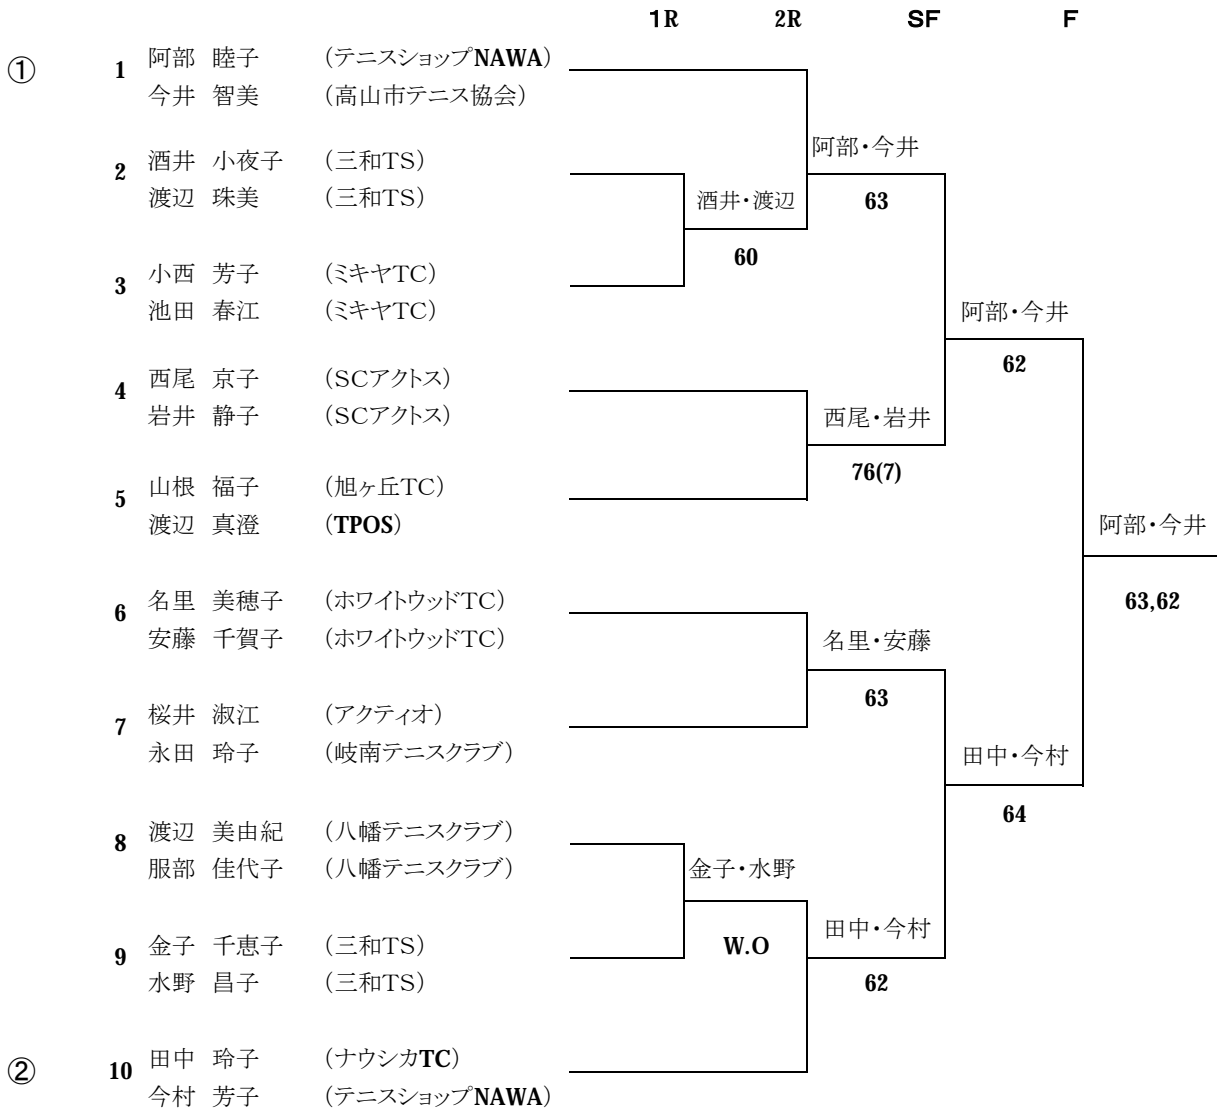 1R 2R SF F
① 1 阿部 睦子 (テニスショップNAWA)
今井 智美 (高山市テニス協会)
阿部・今井
2 酒井 小夜子 (三和TS)
渡辺 珠美 (三和TS)
酒井・渡辺 63
60
3 小西 芳子 (ミキヤTC)
池田 春江 (ミキヤTC)
阿部・今井
62
4 西尾 京子 (SCアクトス)
岩井 静子 (SCアクトス)
西尾・岩井
76(7)
5 山根 福子 (旭ヶ丘TC)
渡辺 真澄 (TPOS)
阿部・今井
63,62
6 名里 美穂子 (ホワイトウッドTC)
安藤 千賀子 (ホワイトウッドTC)
名里・安藤
63
7 桜井 淑江 (アクティオ)
永田 玲子 (岐南テニスクラブ)
田中・今村
64
8 渡辺 美由紀 (八幡テニスクラブ)
服部 佳代子 (八幡テニスクラブ)
金子・水野
田中・今村
9 金子 千恵子 (三和TS)
W.O
水野 昌子 (三和TS)
62
② 10 田中 玲子 (ナウシカTC)
今村 芳子 (テニスショップNAWA)